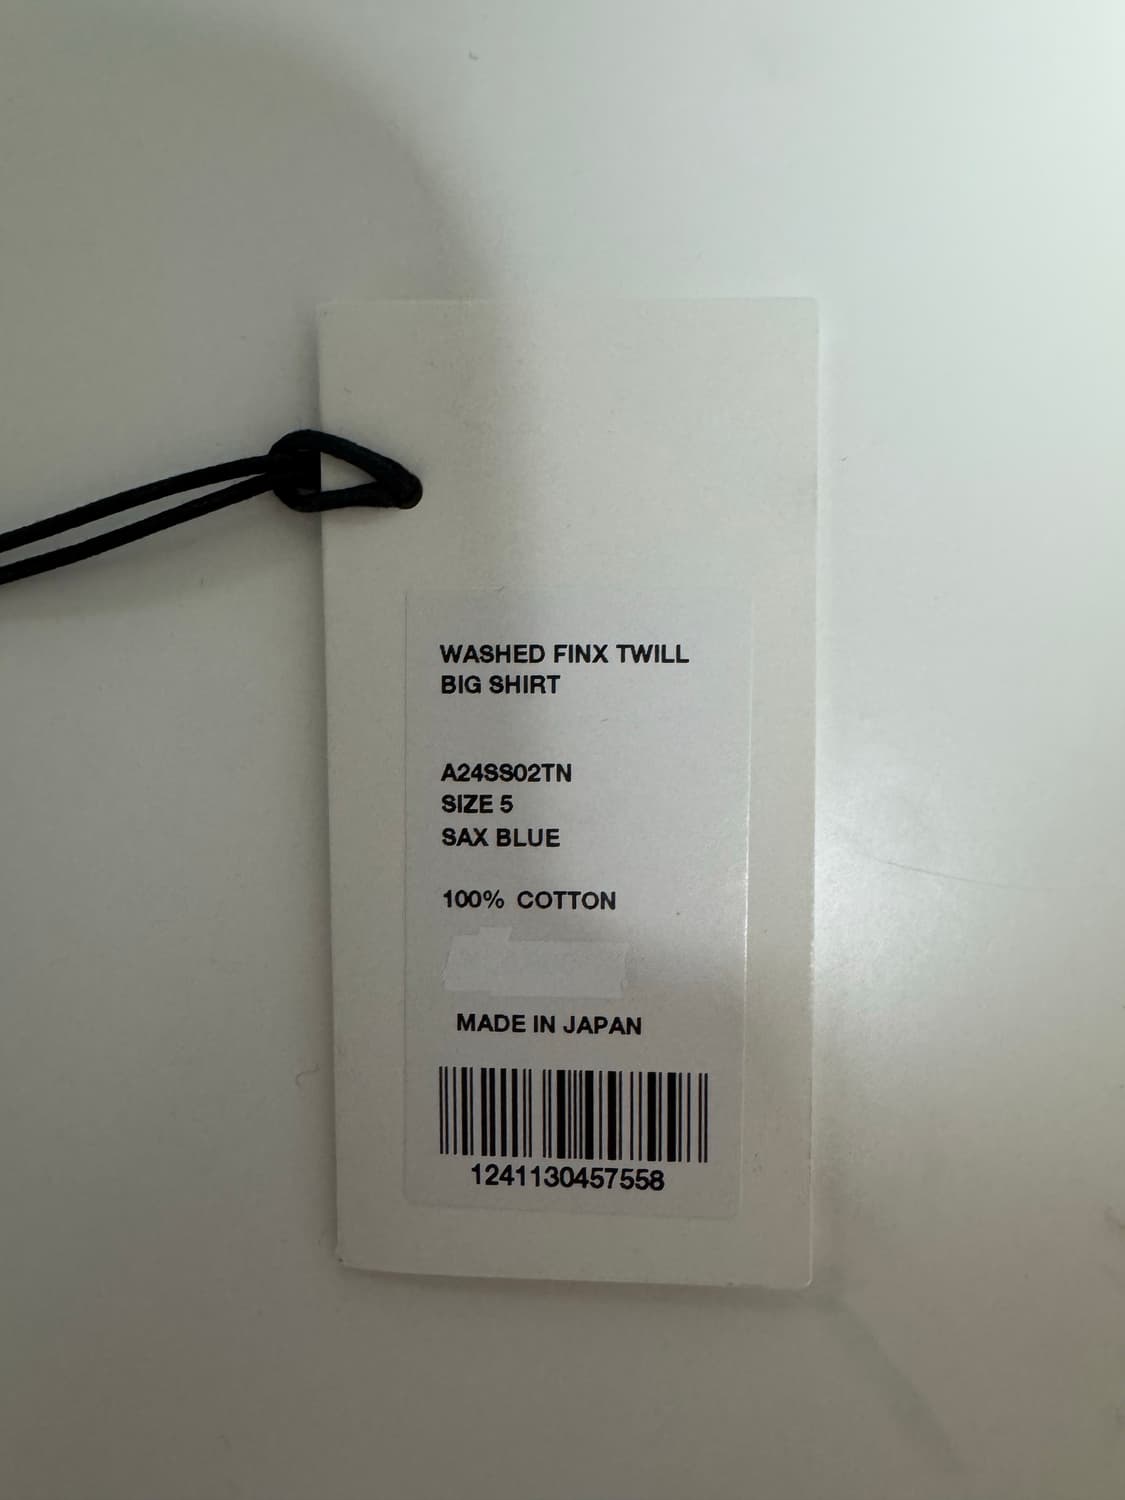 WASHED FINX TWILL
BIG SHIRT
A24SS02TN
SIZE 5
SAX BLUE
100% COTTON
MADE IN JAPAN
1241130457558